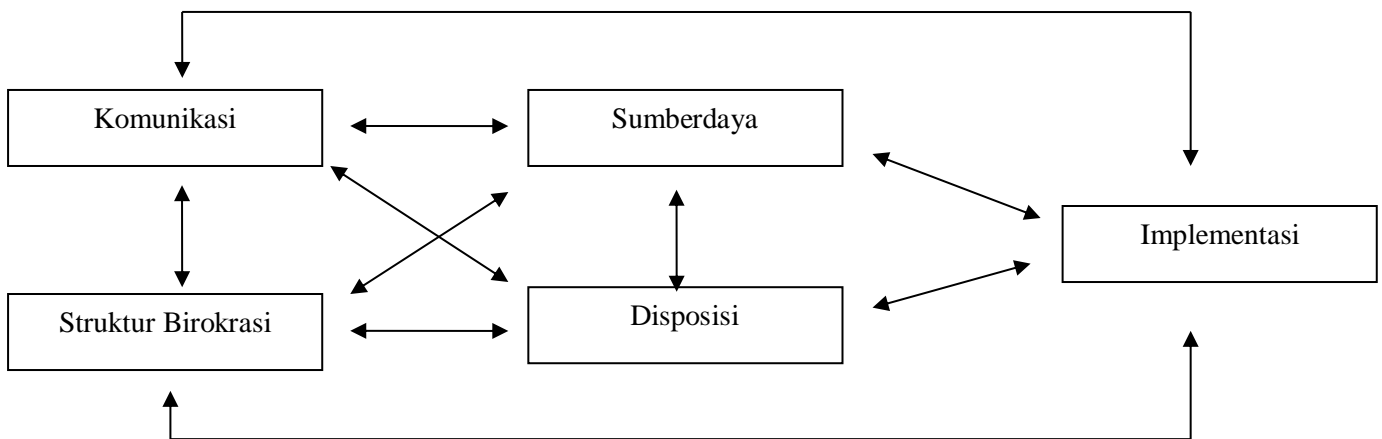 Komunikasi
Sumberdaya
Implementasi
Struktur Birokrasi
Disposisi